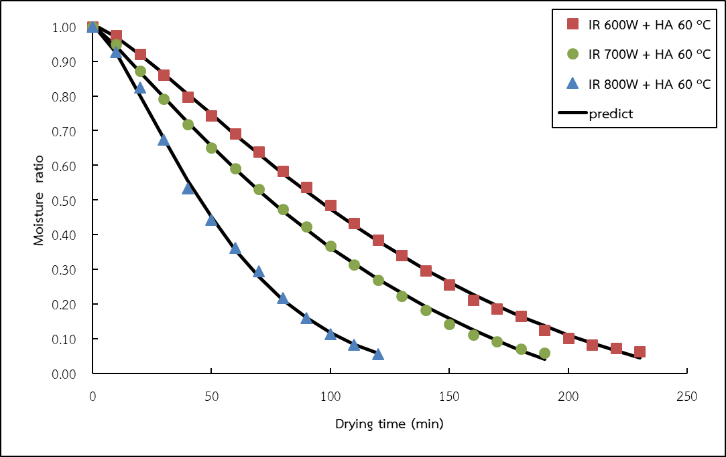 1.00
0.90
0.80
0.70
0.60
0.50
0.40
0.30
0.20
0.10
0.00
Moisture ratio
0 50 100 150 200 250
Drying time (min)
IR 600W + HA 60 ºC
IR 700W + HA 60 ºC
IR 800W + HA 60 ºC
predict